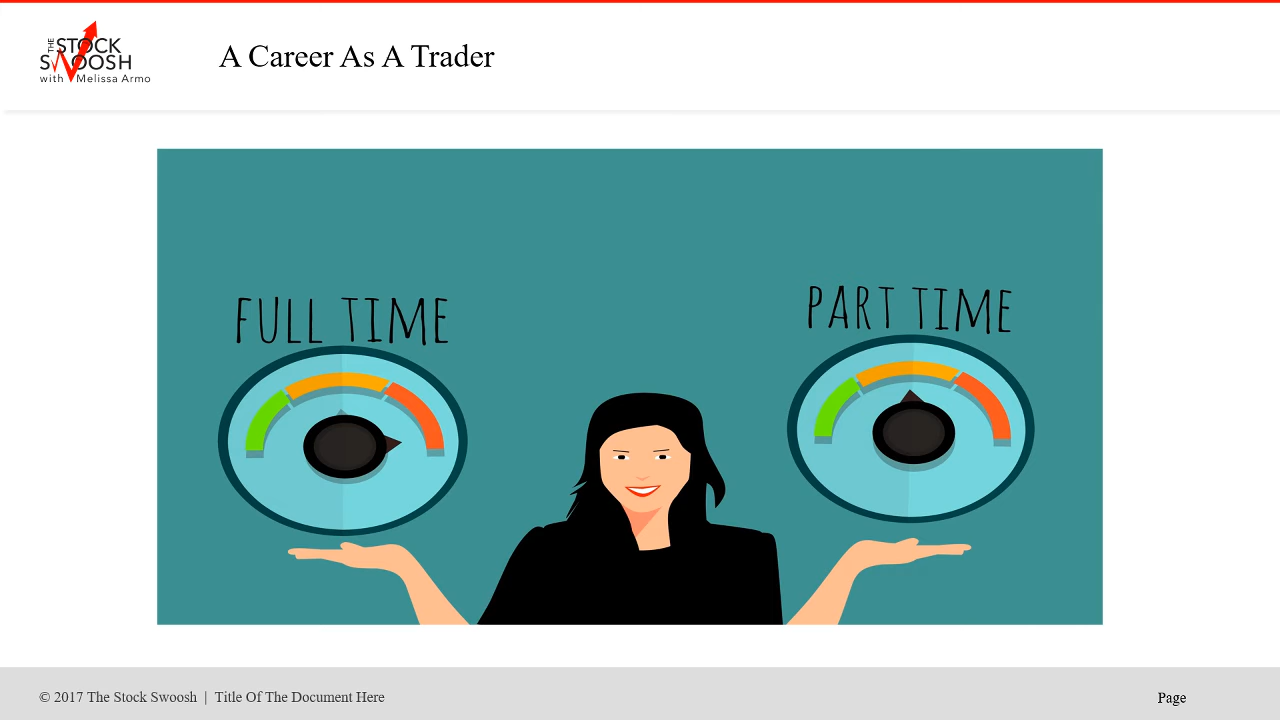 THE STOCK
SWOOSH
with Melissa Armo
A Career As A Trader
FULL TIME
PART TIME
© 2017 The Stock Swoosh | Title Of The Document Here
Page